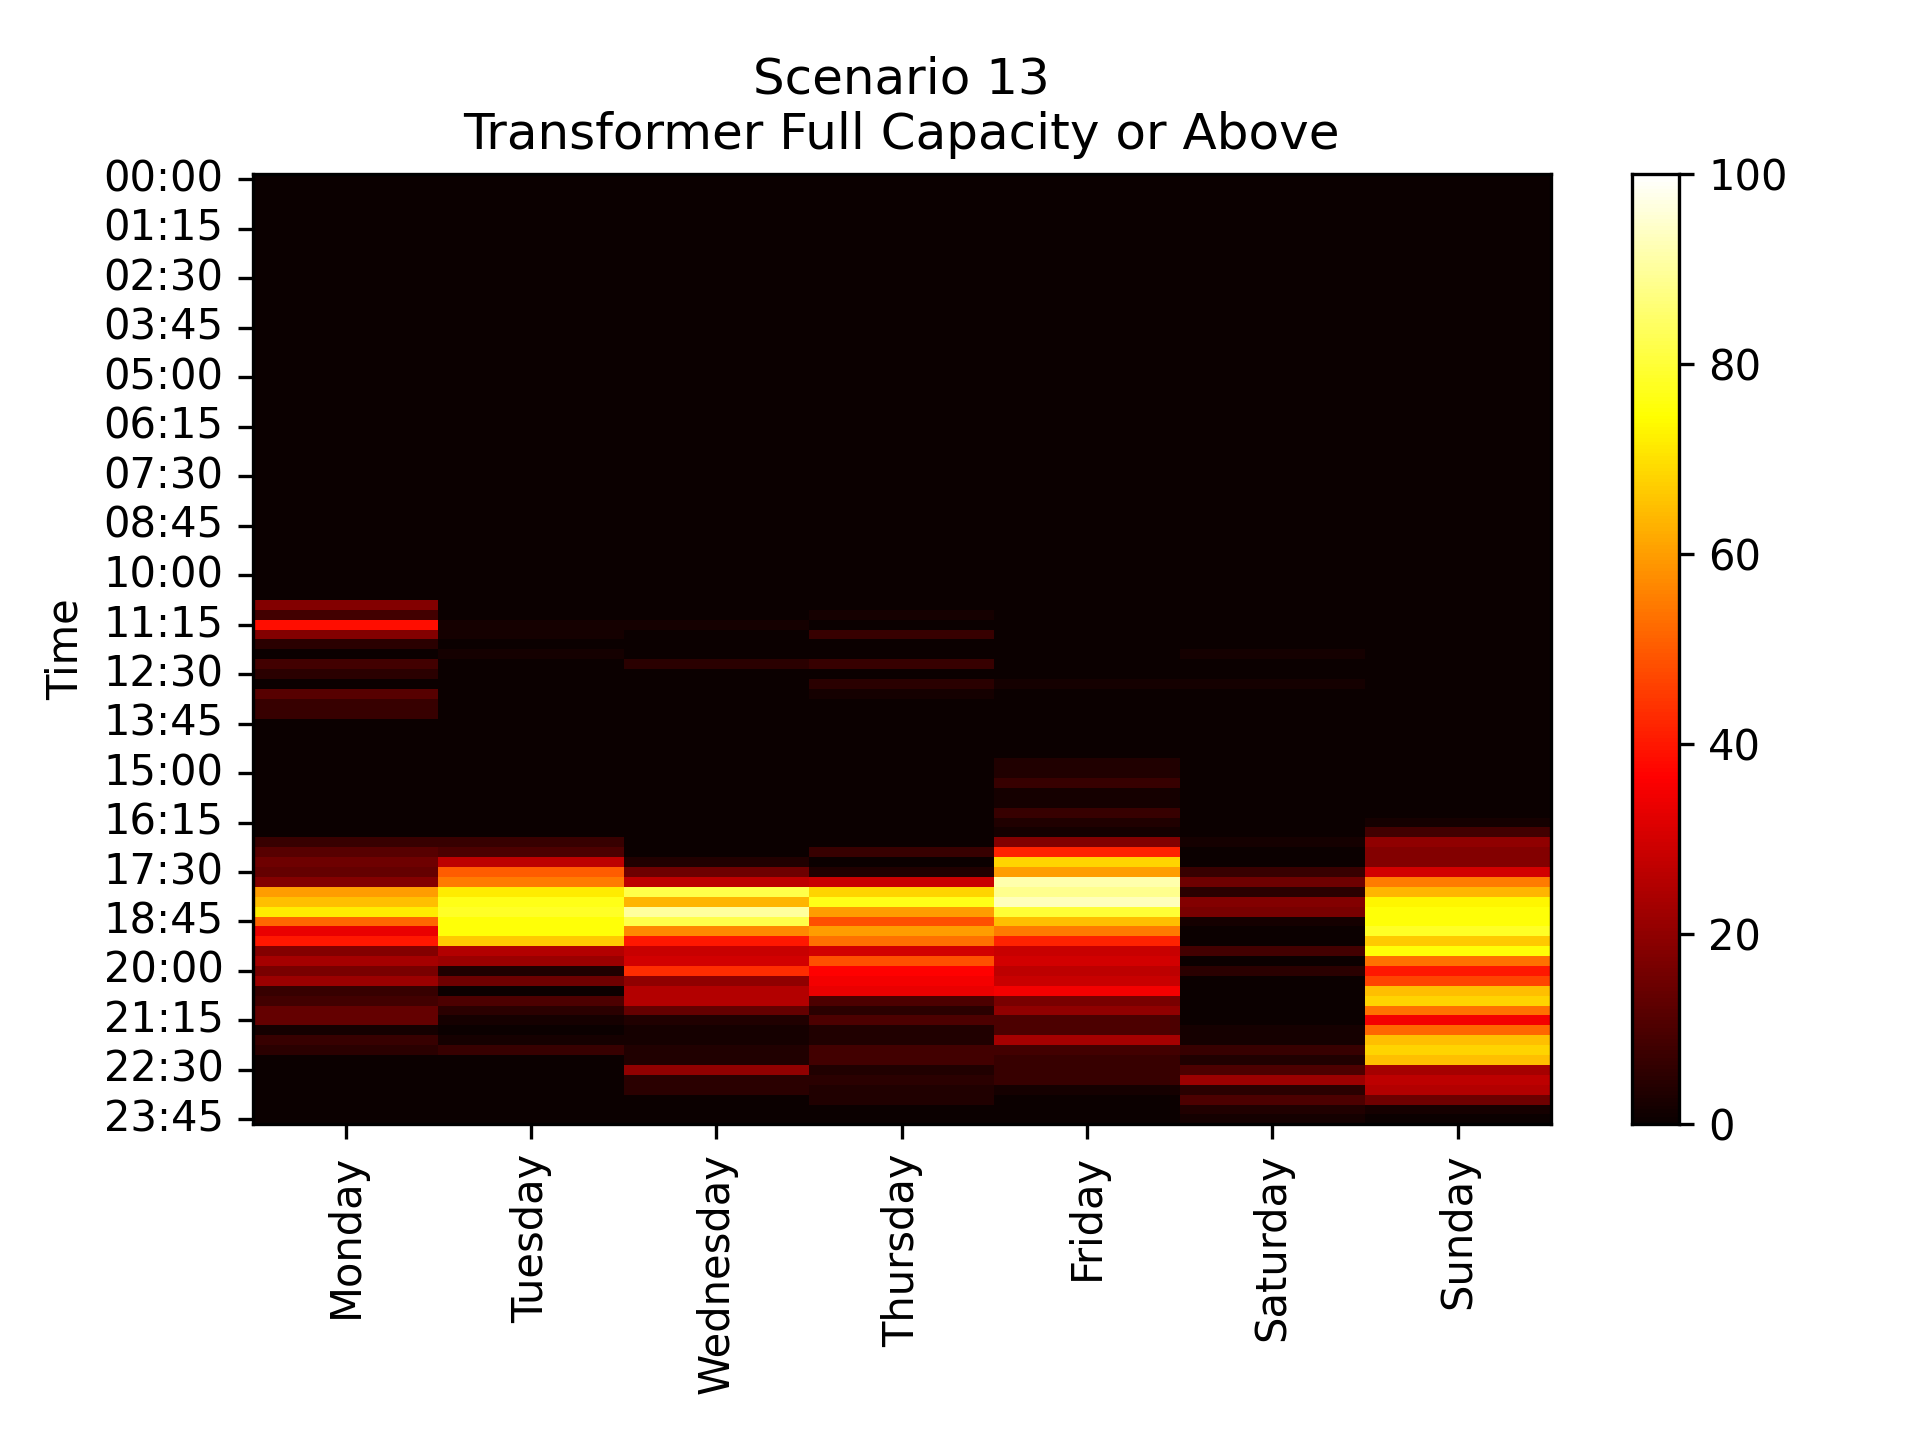 Scenario 13
Transformer Full Capacity or Above
00:00
01:15
02:30
03:45
05:00
06:15
07:30
08:45
10:00
11:15
12:30
13:45
15:00
16:15
17:30
18:45
20:00
21:15
22:30
23:45
Time
Monday
Tuesday
Wednesday
Thursday
Friday
Saturday
Sunday
100
80
60
40
20
0